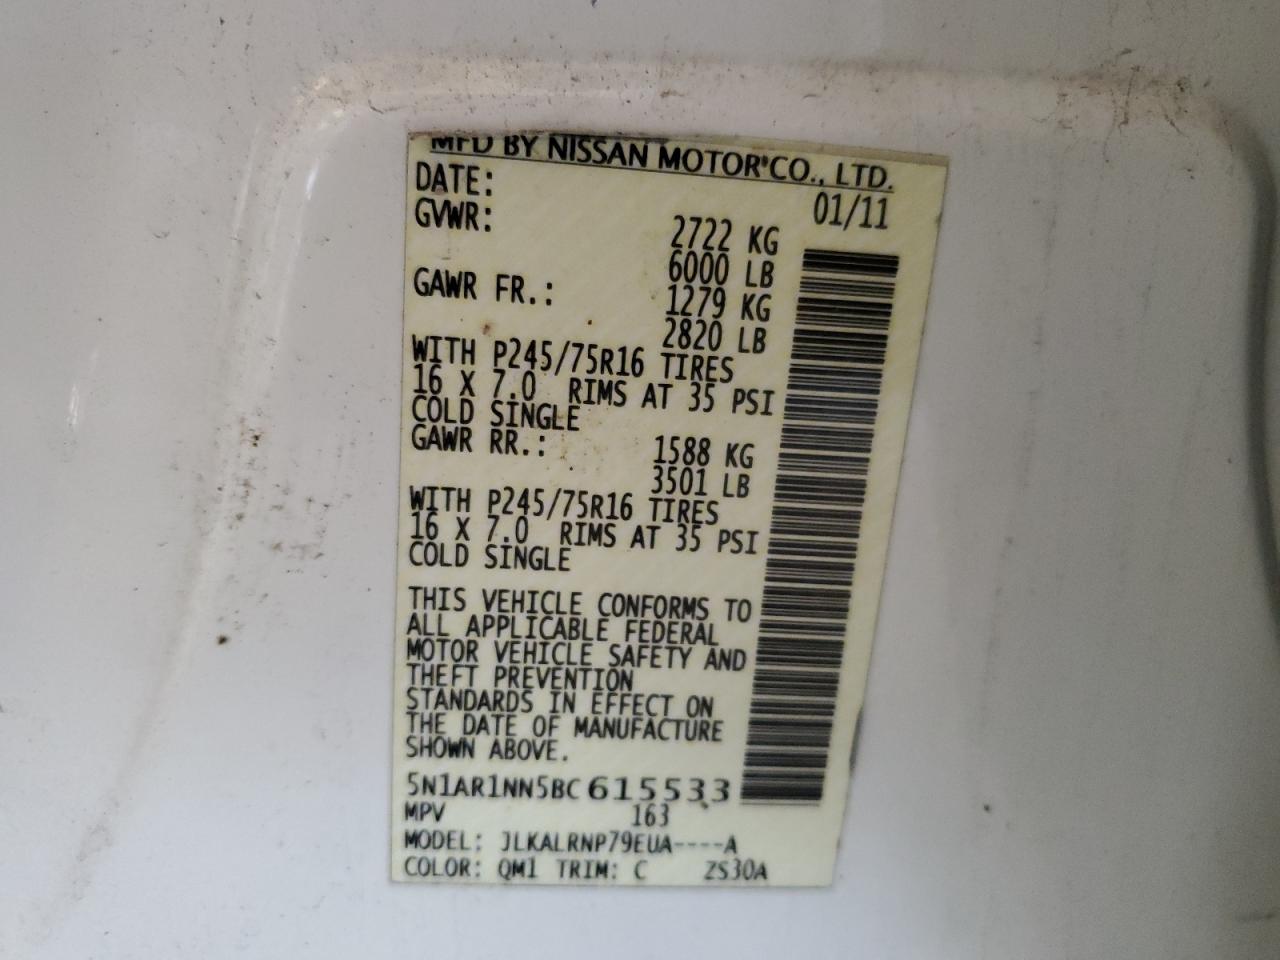 MFD BY NISSAN MOTOR CO., LTD.
DATE: 01/11
GVWR: 2722 KG
6000 LB
GAWR FR.: 1279 KG
2820 LB
WITH P245/75R16 TIRES
16 X 7.0 RIMS AT 35 PSI
COLD SINGLE
GAWR RR.: 1588 KG
3501 LB
WITH P245/75R16 TIRES
16 X 7.0 RIMS AT 35 PSI
COLD SINGLE
THIS VEHICLE CONFORMS TO
ALL APPLICABLE FEDERAL
MOTOR VEHICLE SAFETY AND
THEFT PREVENTION
STANDARDS IN EFFECT ON
THE DATE OF MANUFACTURE
SHOWN ABOVE.
5N1AR1NN5BC615533
MPV 163
MODEL: JLKALRNP79EUA----A
COLOR: QM1 TRIM: C ZS30A